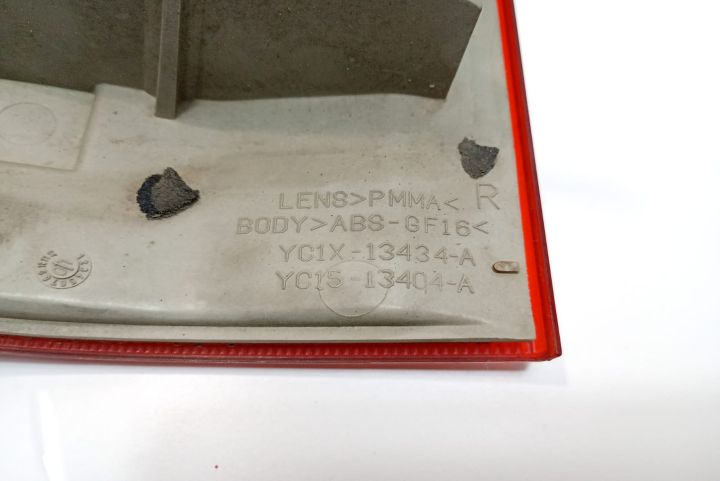 LENS>PMMA< R
BODY>ABS-GF16<
YC1X-13434-A
YC15-13404-A